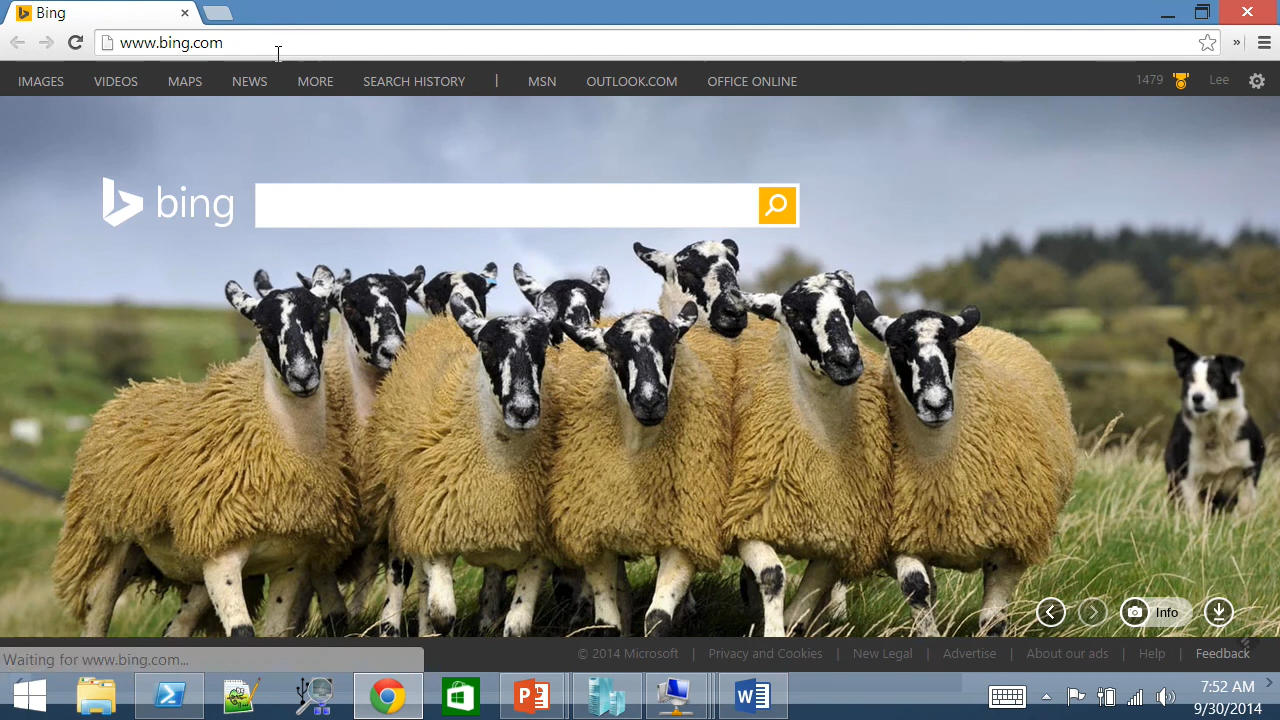 Bing
www.bing.com
»
IMAGES VIDEOS MAPS NEWS MORE SEARCH HISTORY | MSN OUTLOOK.COM OFFICE ONLINE 1479 Lee
bing
Info
Waiting for www.bing.com...
© 2014 Microsoft | Privacy and Cookies | New Legal | Advertise | About our ads | Help | Feedback
7:52 AM
9/30/2014